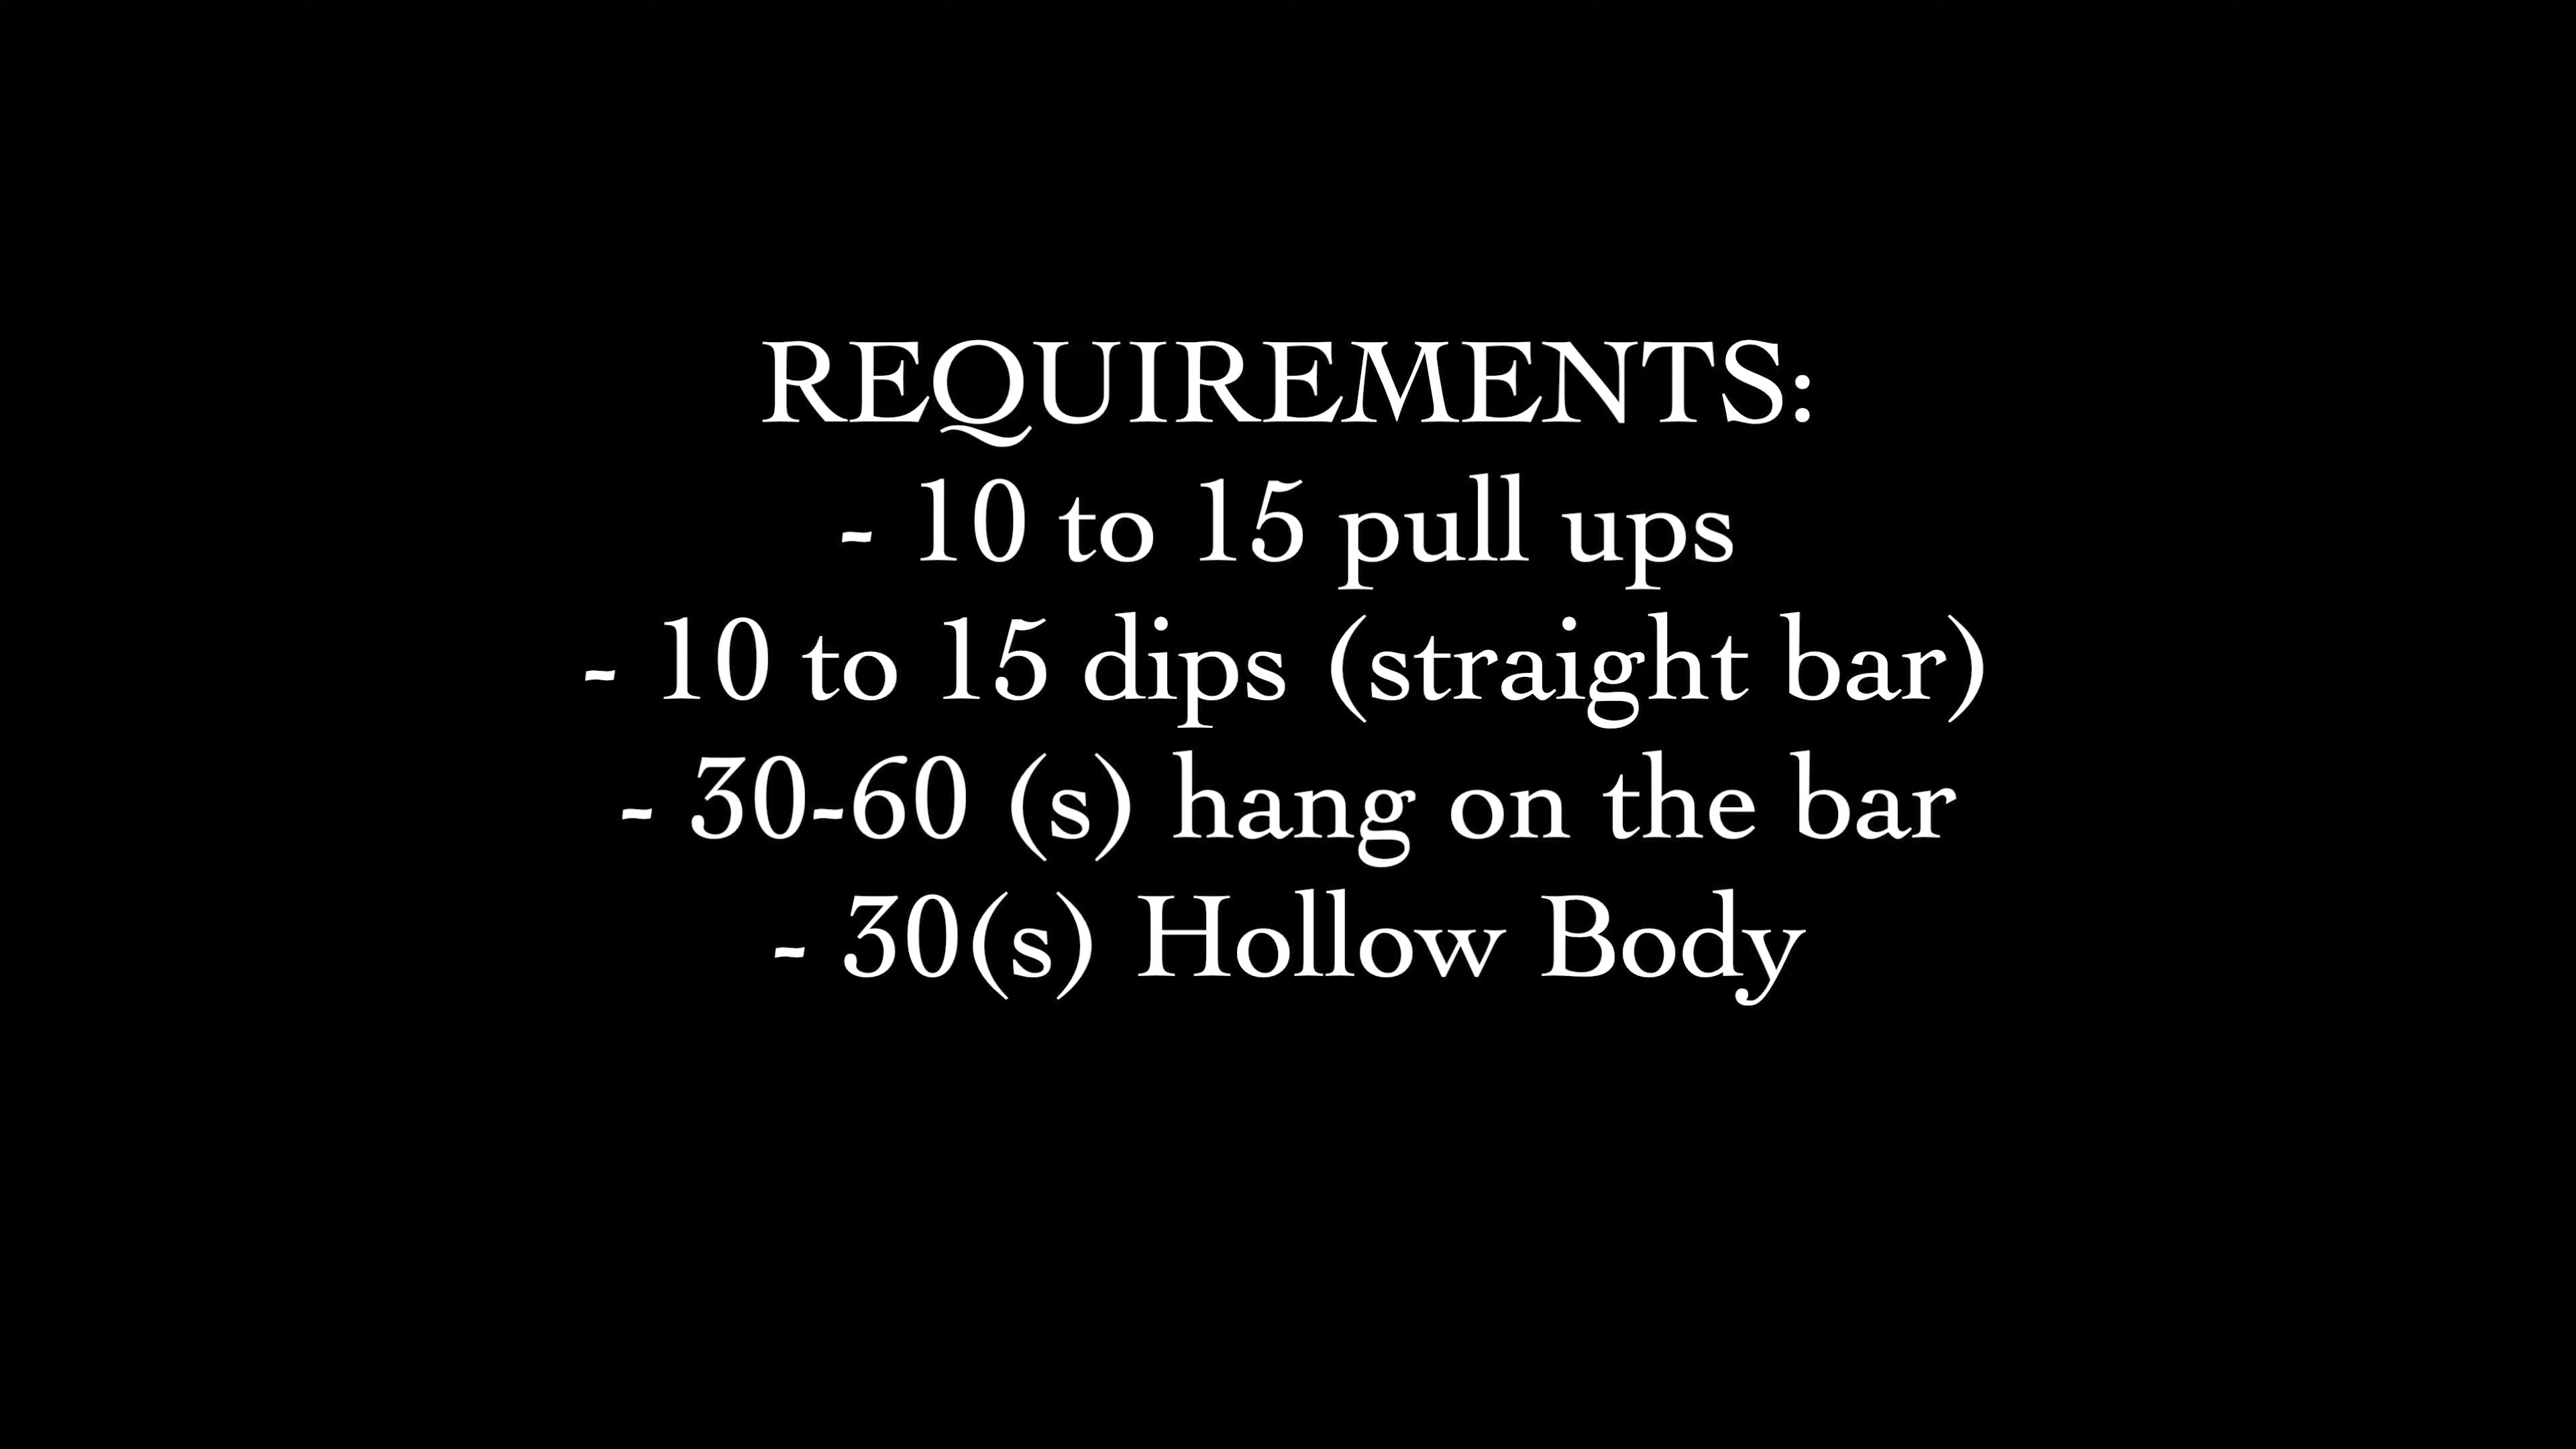 REQUIREMENTS:
- 10 to 15 pull ups
- 10 to 15 dips (straight bar)
- 30-60 (s) hang on the bar
- 30(s) Hollow Body